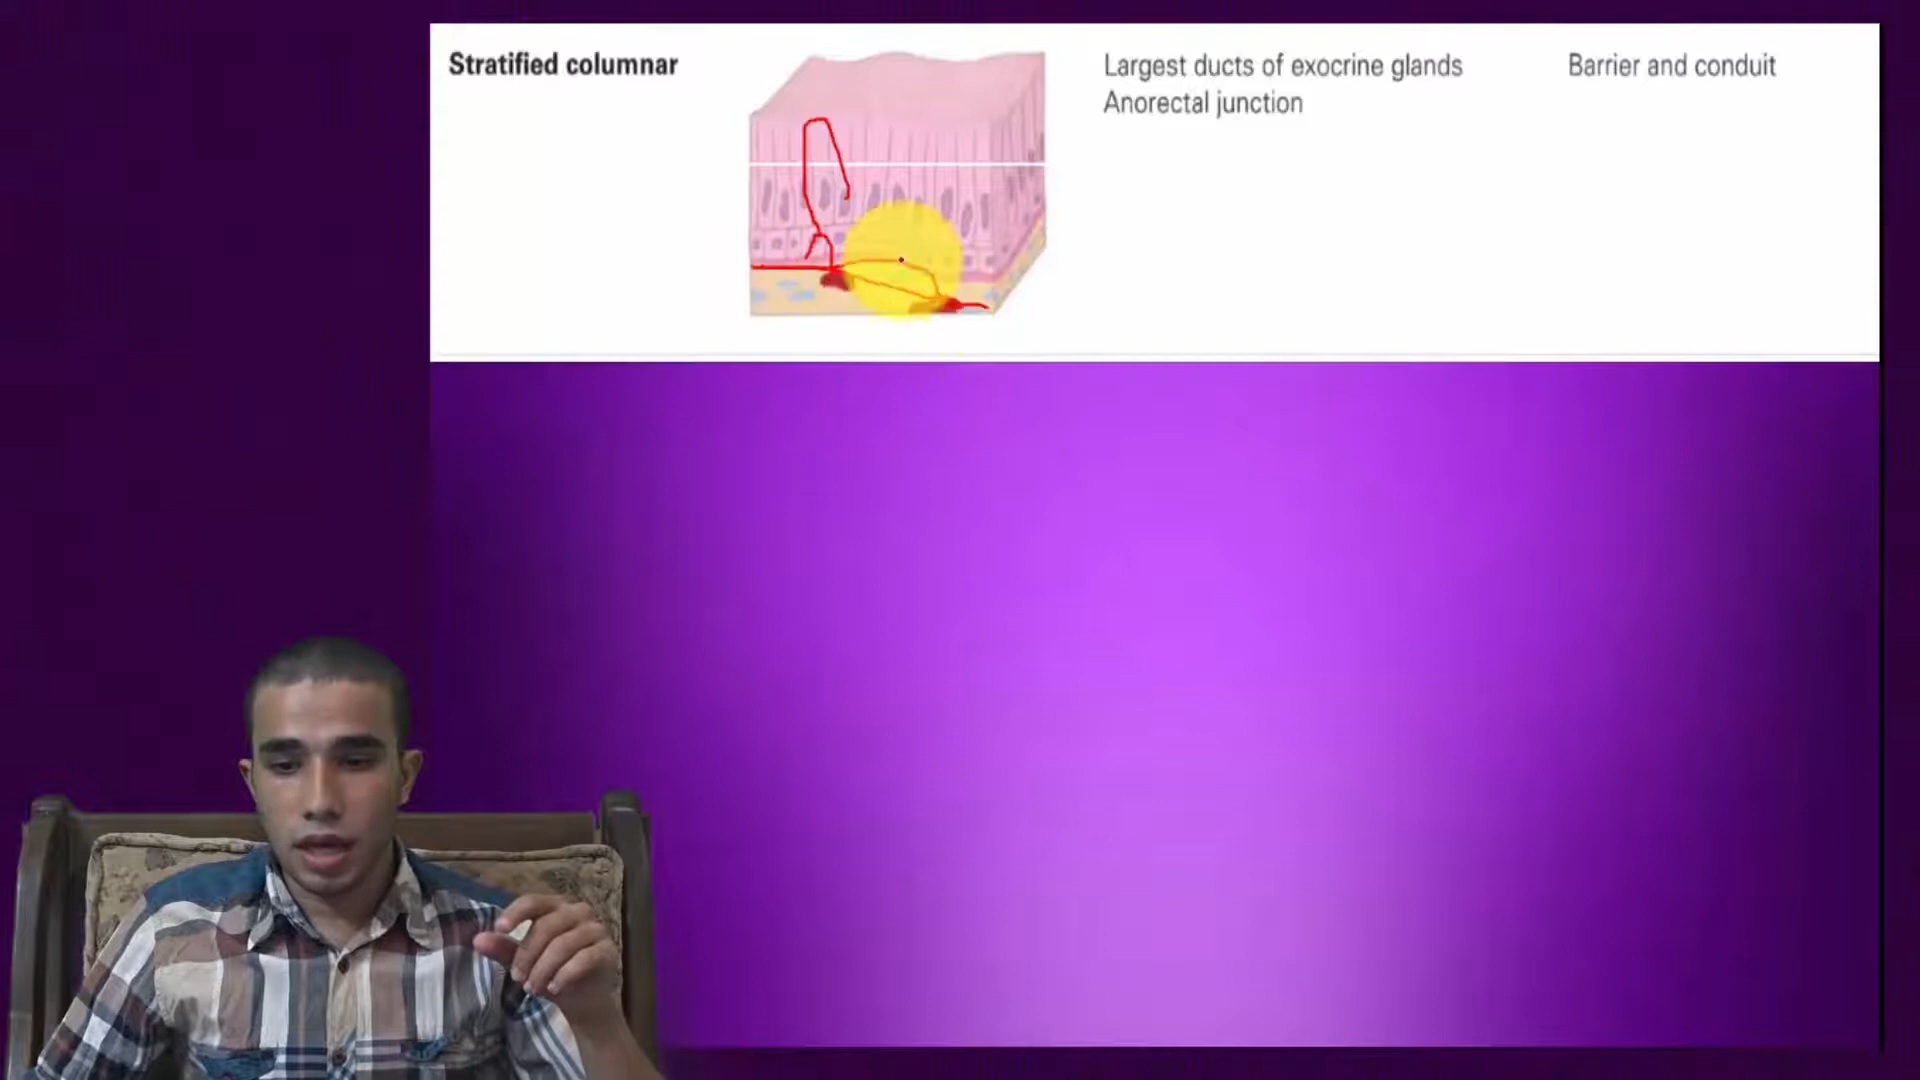 Stratified columnar
Largest ducts of exocrine glands
Anorectal junction
Barrier and conduit